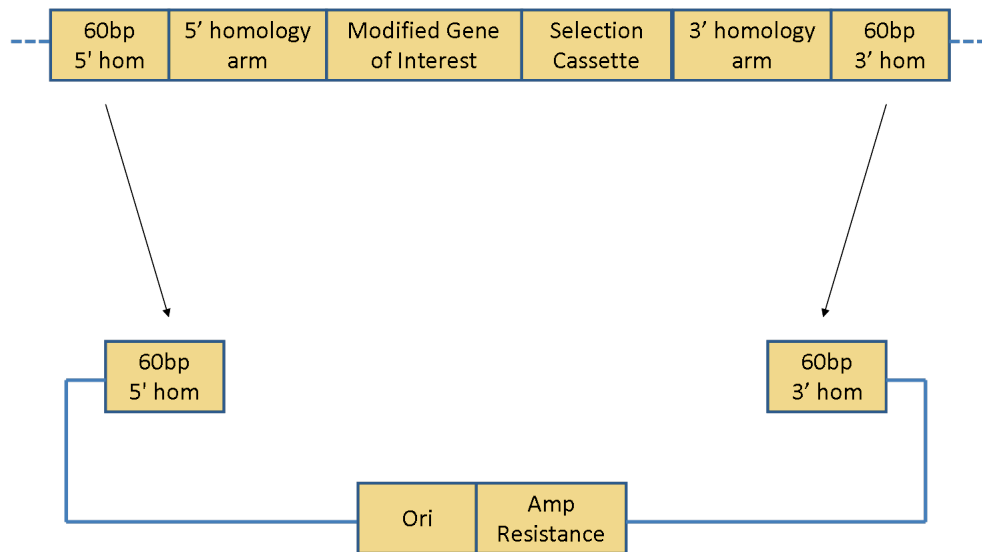 60bp
5' hom
5’ homology
arm
Modified Gene
of Interest
Selection
Cassette
3’ homology
arm
60bp
3’ hom
60bp
5' hom
60bp
3’ hom
Ori
Amp
Resistance